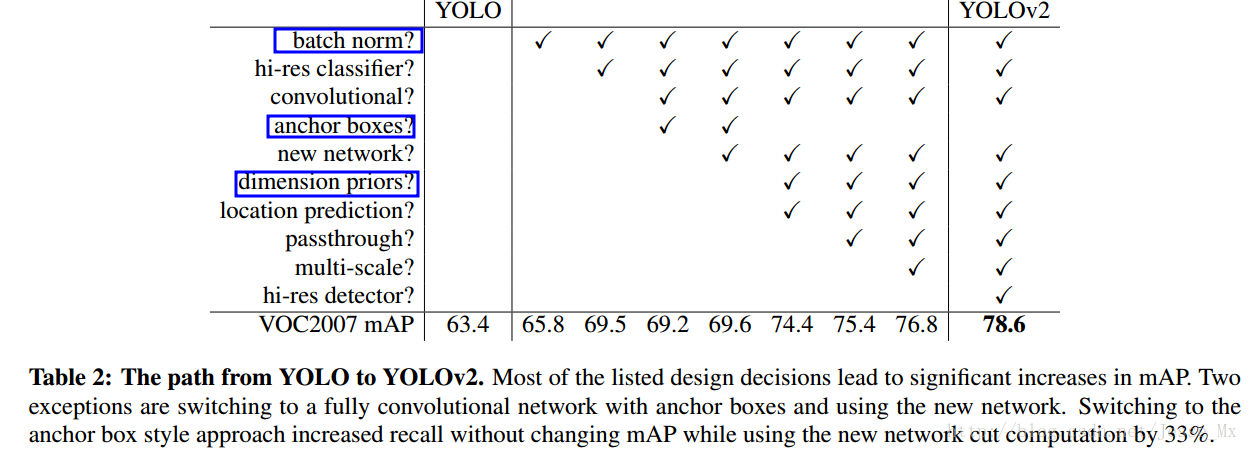 YOLO YOLOv2
batch norm? ✓ ✓ ✓ ✓ ✓ ✓ ✓ ✓
hi-res classifier? ✓ ✓ ✓ ✓ ✓ ✓ ✓
convolutional? ✓ ✓ ✓ ✓ ✓ ✓
anchor boxes? ✓ ✓
new network? ✓ ✓ ✓ ✓ ✓
dimension priors? ✓ ✓ ✓ ✓
location prediction? ✓ ✓ ✓ ✓
passthrough? ✓ ✓ ✓
multi-scale? ✓ ✓
hi-res detector? ✓
VOC2007 mAP 63.4 65.8 69.5 69.2 69.6 74.4 75.4 76.8 78.6
Table 2: The path from YOLO to YOLOv2. Most of the listed design decisions lead to significant increases in mAP. Two
exceptions are switching to a fully convolutional network with anchor boxes and using the new network. Switching to the
anchor box style approach increased recall without changing mAP while using the new network cut computation by 33%.